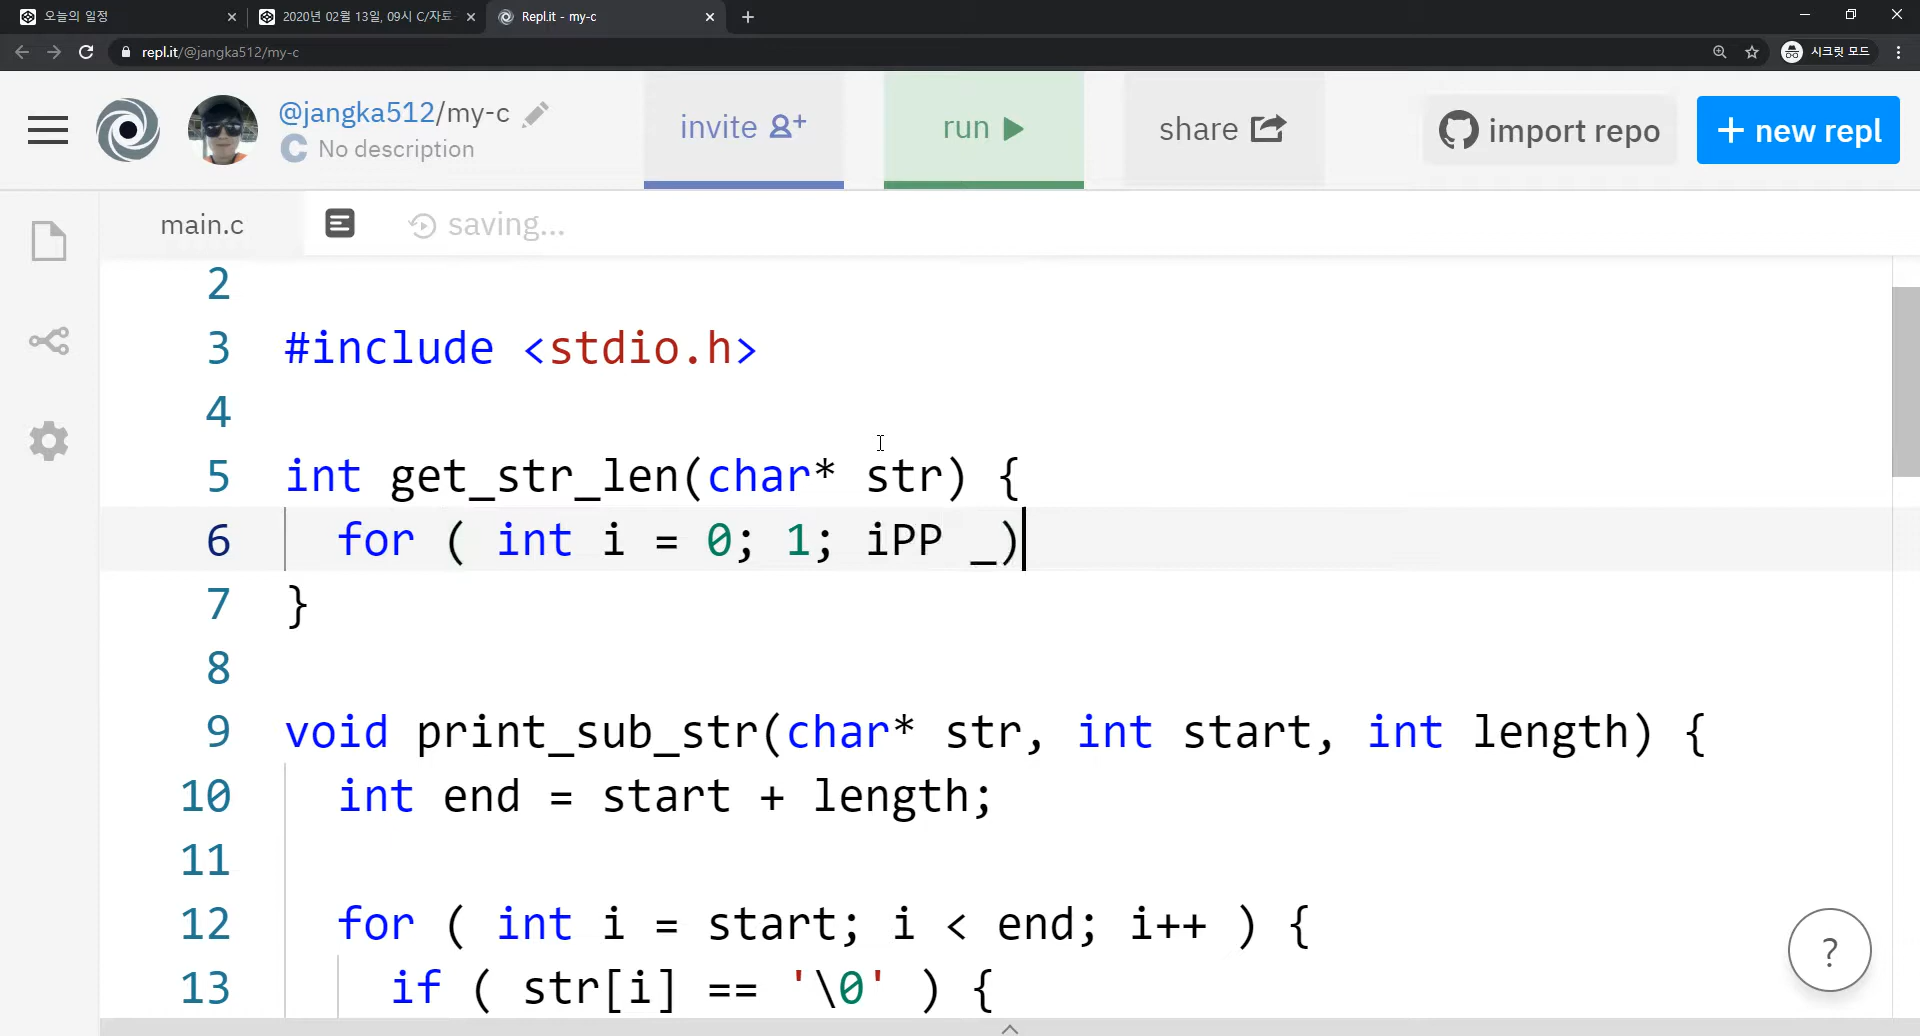 오늘의 일정
2020년 02월 13일, 09시 C/자료
Repl.it - my-c
repl.it/@jangka512/my-c
시크릿 모드
@jangka512/my-c
C No description
invite
run
share
import repo
+ new repl
main.c
saving...
2
3 #include <stdio.h>
4
5 int get_str_len(char* str) {
6 for ( int i = 0; 1; iPP _)
7 }
8
9 void print_sub_str(char* str, int start, int length) {
10 int end = start + length;
11
12 for ( int i = start; i < end; i++ ) {
13 if ( str[i] == '\0' ) {
?